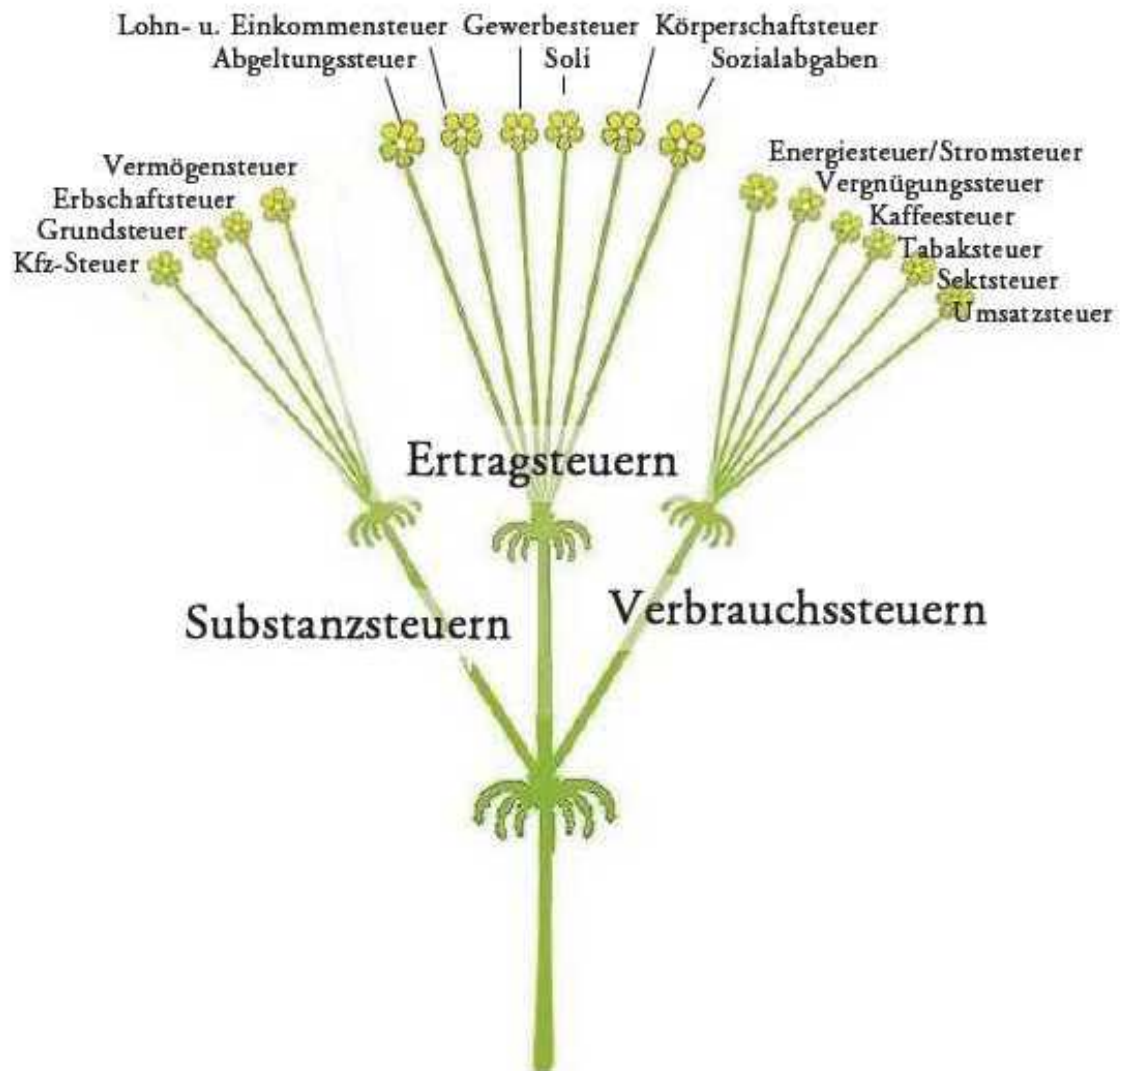 Lohn- u. Einkommensteuer Gewerbesteuer Körperschaftsteuer
Abgeltungssteuer Soli Sozialabgaben
Vermögensteuer
Erbschaftsteuer
Grundsteuer
Kfz-Steuer
Energiesteuer/Stromsteuer
Vergnügungssteuer
Kaffeesteuer
Tabaksteuer
Sektsteuer
Umsatzsteuer
Ertragsteuern
Substanzsteuern
Verbrauchssteuern